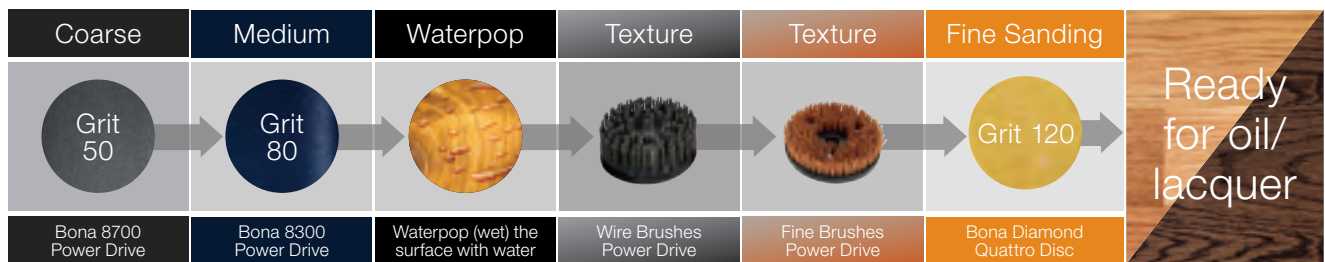 Coarse
Medium
Waterpop
Texture
Texture
Fine Sanding
Grit
50
Grit
80
Grit 120
Ready
for oil/
lacquer
Bona 8700
Power Drive
Bona 8300
Power Drive
Waterpop (wet) the
surface with water
Wire Brushes
Power Drive
Fine Brushes
Power Drive
Bona Diamond
Quattro Disc